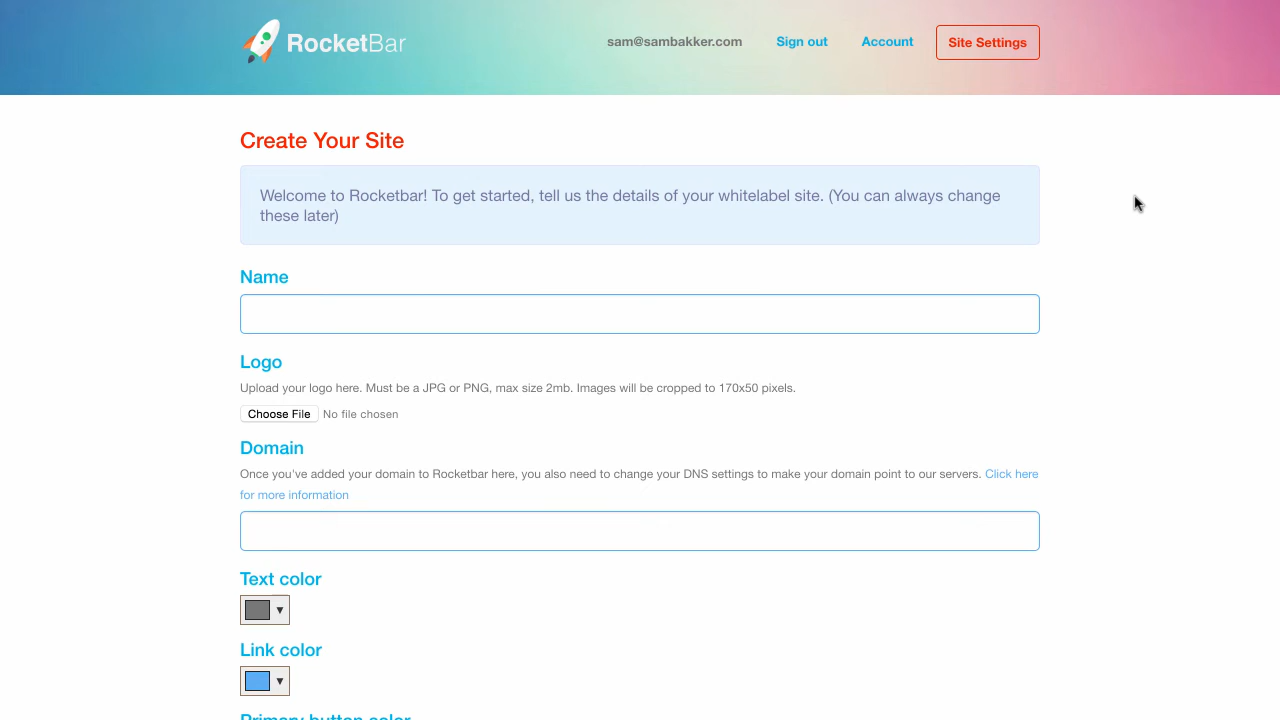 RocketBar
sam@sambakker.com Sign out Account Site Settings
Create Your Site
Welcome to Rocketbar! To get started, tell us the details of your whitelabel site. (You can always change
these later)
Name
Logo
Upload your logo here. Must be a JPG or PNG, max size 2mb. Images will be cropped to 170x50 pixels.
Choose File No file chosen
Domain
Once you've added your domain to Rocketbar here, you also need to change your DNS settings to make your domain point to our servers. Click here
for more information
Text color
Link color
Primary button color